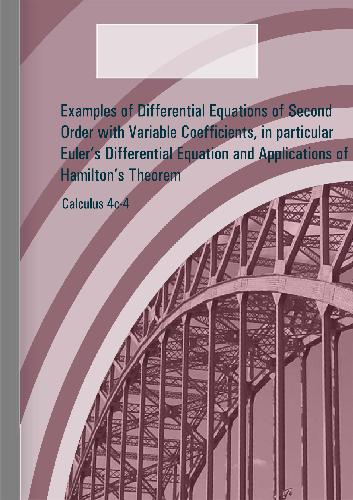 Examples of Differential Equations of Second
Order with Variable Coefficients, in particular
Euler's Differential Equation and Applications of
Hamilton's Theorem
Calculus 4c-4